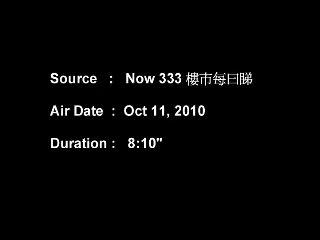 Source : Now 333 樓市每日睇
Air Date : Oct 11, 2010
Duration : 8:10"